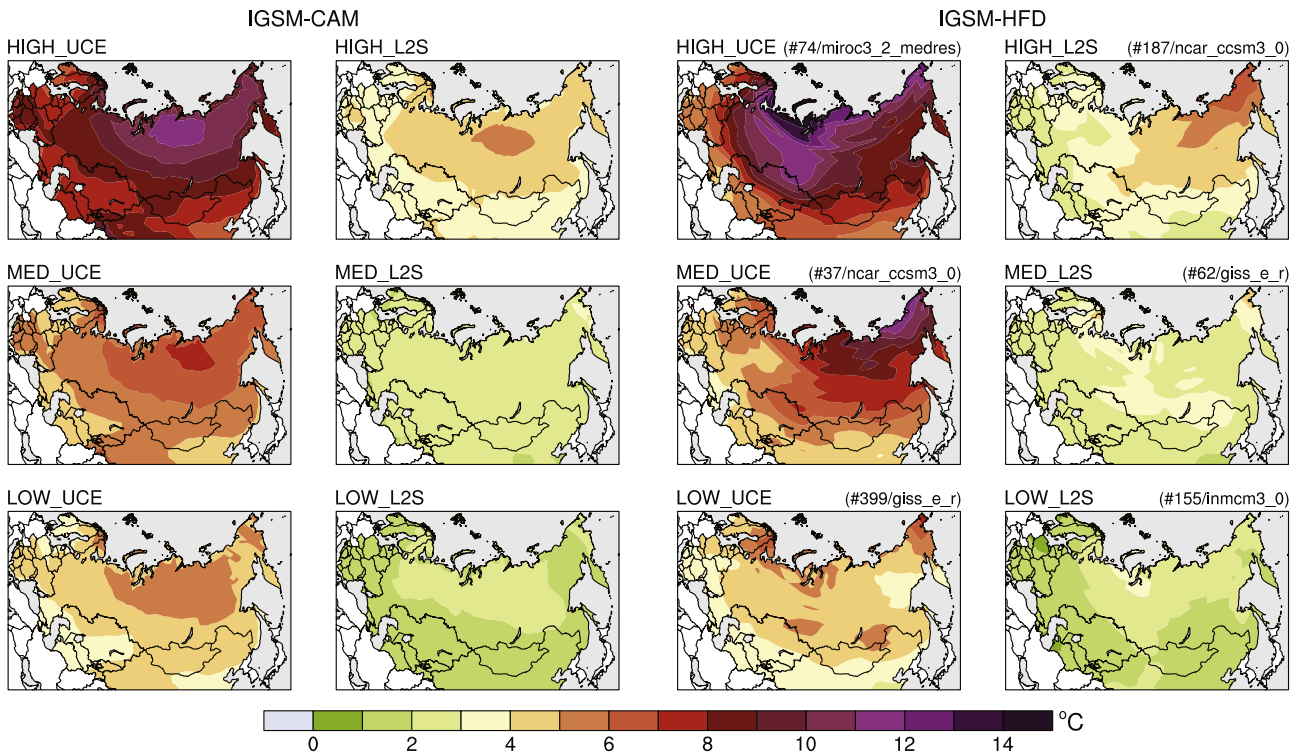 IGSM-CAM IGSM-HFD
HIGH_UCE HIGH_L2S HIGH_UCE (#74/miroc3_2_medres) HIGH_L2S (#187/ncar_ccsm3_0)
MED_UCE MED_L2S MED_UCE (#37/ncar_ccsm3_0) MED_L2S (#62/giss_e_r)
LOW_UCE LOW_L2S LOW_UCE (#399/giss_e_r) LOW_L2S (#155/inmcm3_0)
°C
0 2 4 6 8 10 12 14